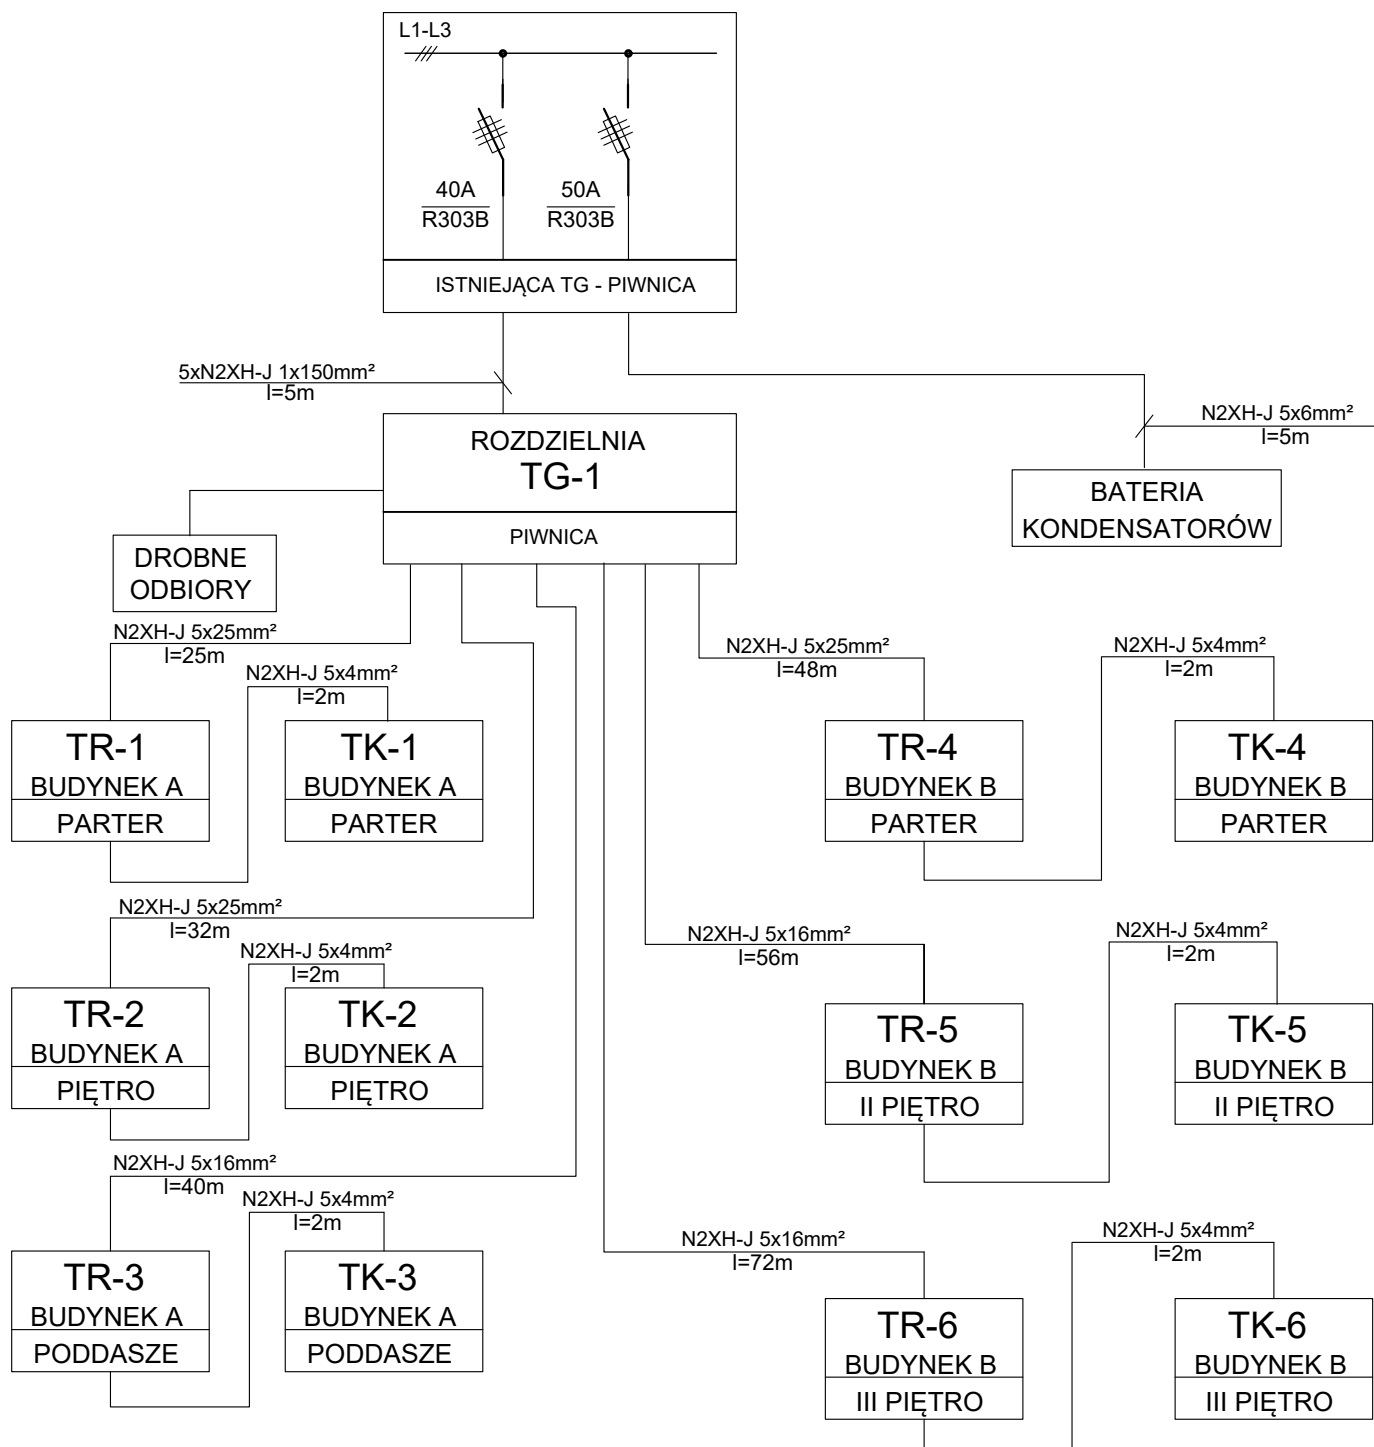 L1-L3
40A
R303B
50A
R303B
ISTNIEJĄCA TG - PIWNICA
5xN2XH-J 1x150mm²
l=5m
N2XH-J 5x6mm²
l=5m
ROZDZIELNIA
TG-1
PIWNICA
BATERIA
KONDENSATORÓW
DROBNE
ODBIORY
N2XH-J 5x25mm²
l=25m
N2XH-J 5x4mm²
l=2m
TR-1
BUDYNEK A
PARTER
TK-1
BUDYNEK A
PARTER
N2XH-J 5x25mm²
l=48m
N2XH-J 5x4mm²
l=2m
TR-4
BUDYNEK B
PARTER
TK-4
BUDYNEK B
PARTER
N2XH-J 5x25mm²
l=32m
N2XH-J 5x4mm²
l=2m
TR-2
BUDYNEK A
PIĘTRO
TK-2
BUDYNEK A
PIĘTRO
N2XH-J 5x16mm²
l=56m
N2XH-J 5x4mm²
l=2m
TR-5
BUDYNEK B
II PIĘTRO
TK-5
BUDYNEK B
II PIĘTRO
N2XH-J 5x16mm²
l=40m
N2XH-J 5x4mm²
l=2m
TR-3
BUDYNEK A
PODDASZE
TK-3
BUDYNEK A
PODDASZE
N2XH-J 5x16mm²
l=72m
N2XH-J 5x4mm²
l=2m
TR-6
BUDYNEK B
III PIĘTRO
TK-6
BUDYNEK B
III PIĘTRO